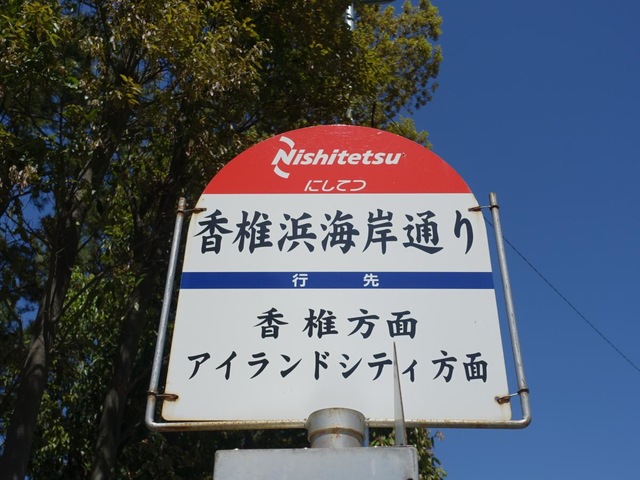 Nishitetsu
にしてつ
香椎浜海岸通り
行先
香椎方面
アイランドシティ方面